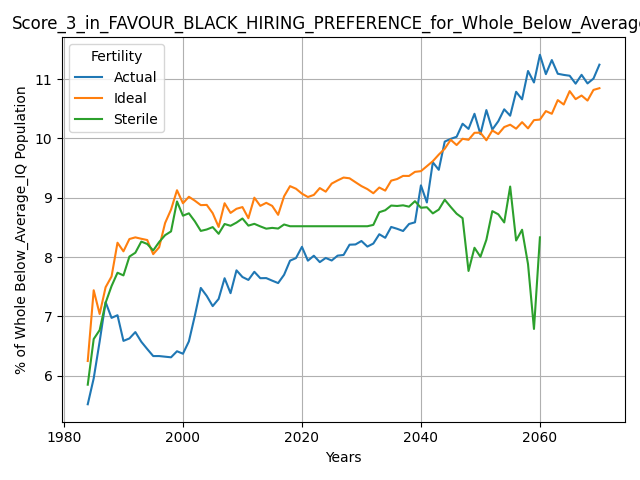 Score_3_in_FAVOUR_BLACK_HIRING_PREFERENCE_for_Whole_Below_Average
Fertility
Actual
Ideal
Sterile
% of Whole Below_Average_IQ Population
11
10
9
8
7
6
1980 2000 2020 2040 2060
Years